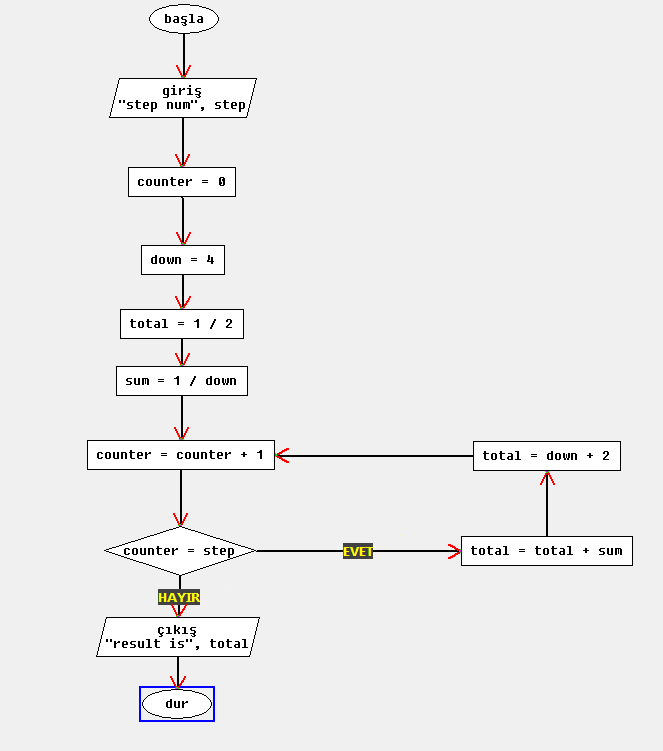 başla
giriş
"step num", step
counter = 0
down = 4
total = 1 / 2
sum = 1 / down
counter = counter + 1
total = down + 2
counter = step
EVET
total = total + sum
HAYIR
çıkış
"result is", total
dur